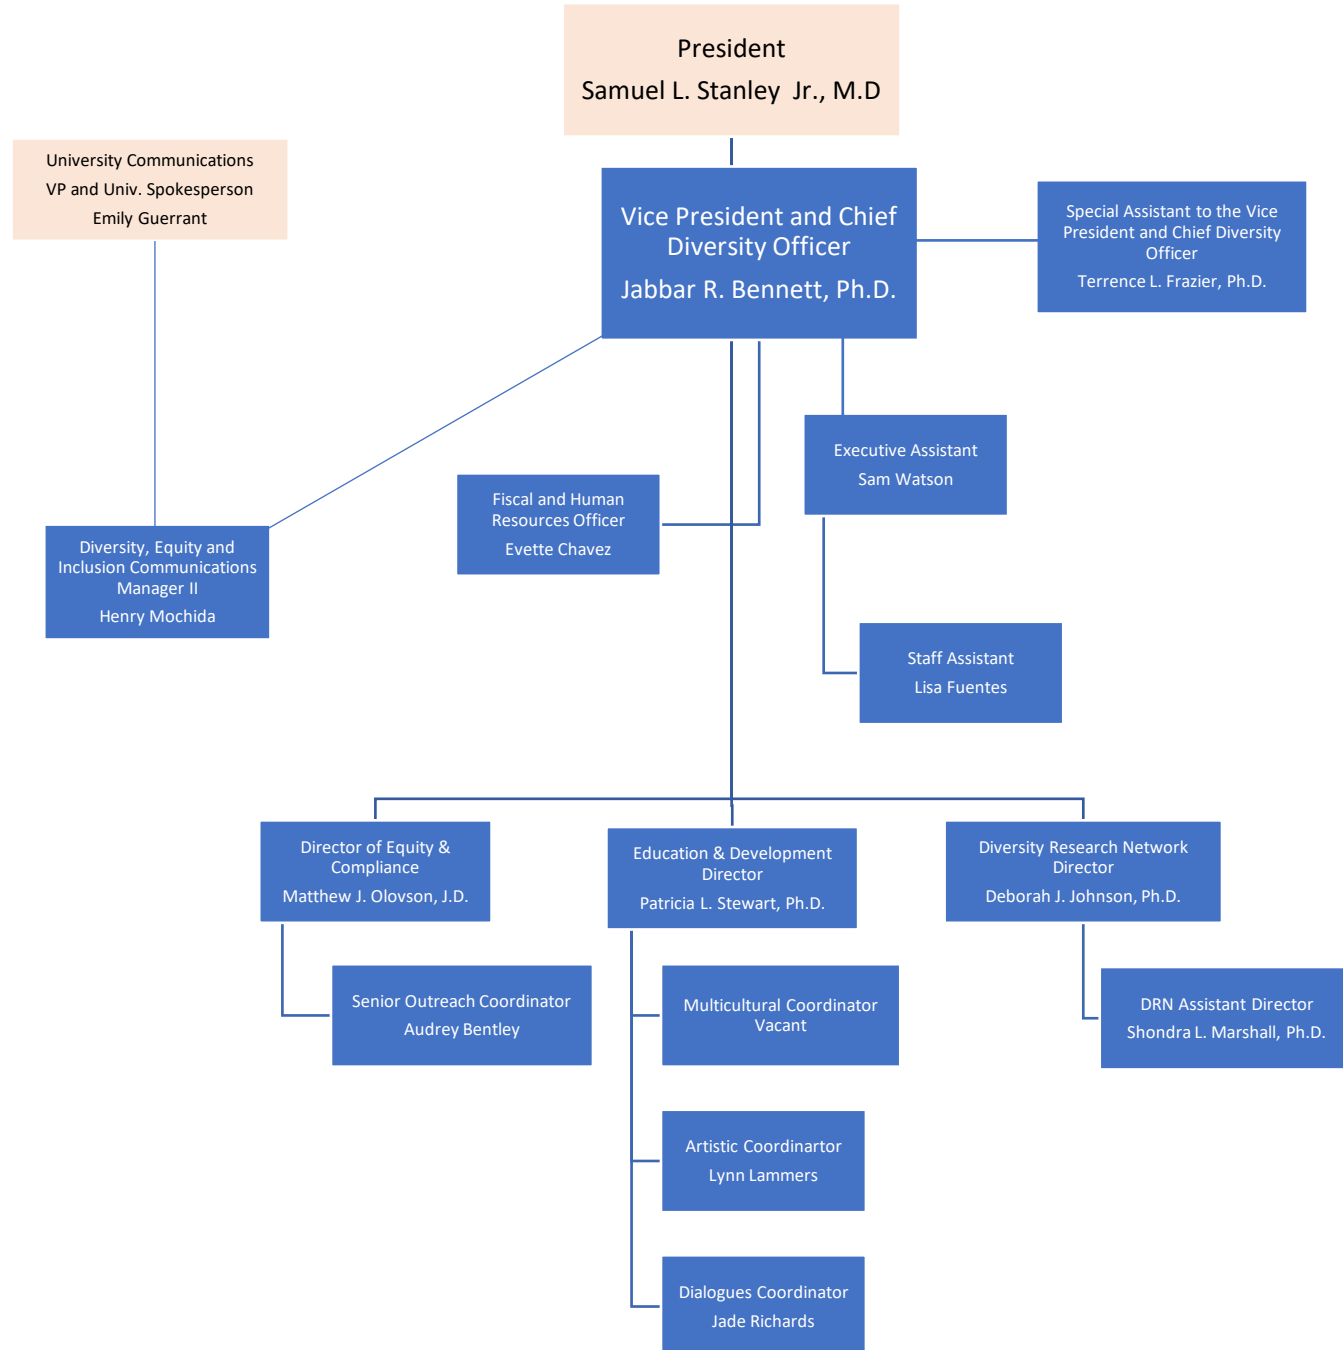 President
Samuel L. Stanley Jr., M.D
University Communications
VP and Univ. Spokesperson
Emily Guerrant
Vice President and Chief
Diversity Officer
Jabbar R. Bennett, Ph.D.
Special Assistant to the Vice
President and Chief Diversity
Officer
Terrence L. Frazier, Ph.D.
Executive Assistant
Sam Watson
Fiscal and Human
Resources Officer
Evette Chavez
Diversity, Equity and
Inclusion Communications
Manager II
Henry Mochida
Staff Assistant
Lisa Fuentes
Director of Equity &
Compliance
Matthew J. Olovson, J.D.
Education & Development
Director
Patricia L. Stewart, Ph.D.
Diversity Research Network
Director
Deborah J. Johnson, Ph.D.
Senior Outreach Coordinator
Audrey Bentley
Multicultural Coordinator
Vacant
DRN Assistant Director
Shondra L. Marshall, Ph.D.
Artistic Coordinartor
Lynn Lammers
Dialogues Coordinator
Jade Richards